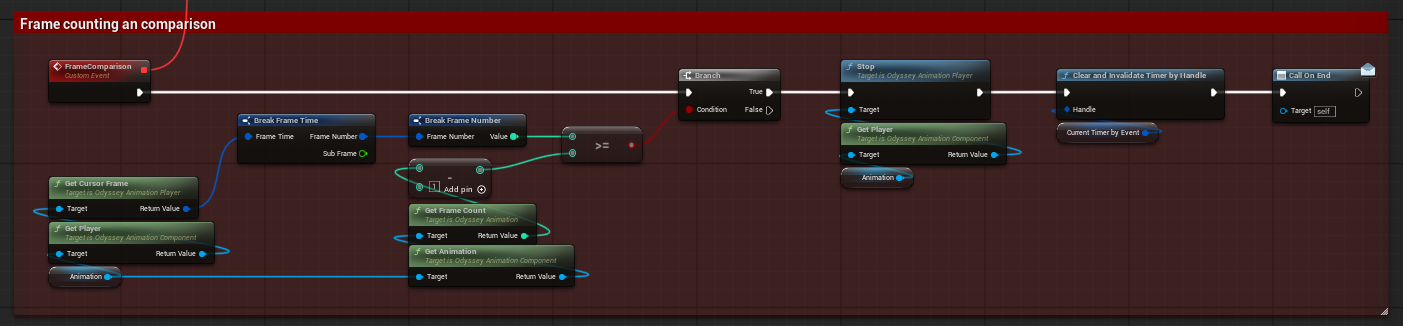 Frame counting an comparison
FrameComparison
Custom Event
Break Frame Time
Frame Time
Frame Number
Sub Frame
Get Cursor Frame
Target is Odyssey Animation Player
Target
Return Value
Get Player
Target is Odyssey Animation Component
Target
Return Value
Animation
Break Frame Number
Frame Number
Value
>=
-
1
Add pin
Get Frame Count
Target is Odyssey Animation
Target
Return Value
Get Animation
Target is Odyssey Animation Component
Target
Return Value
Branch
True
Condition
False
Stop
Target is Odyssey Animation Player
Target
Get Player
Target is Odyssey Animation Component
Target
Return Value
Animation
Clear and Invalidate Timer by Handle
Handle
Current Timer by Event
Call On End
Target
self